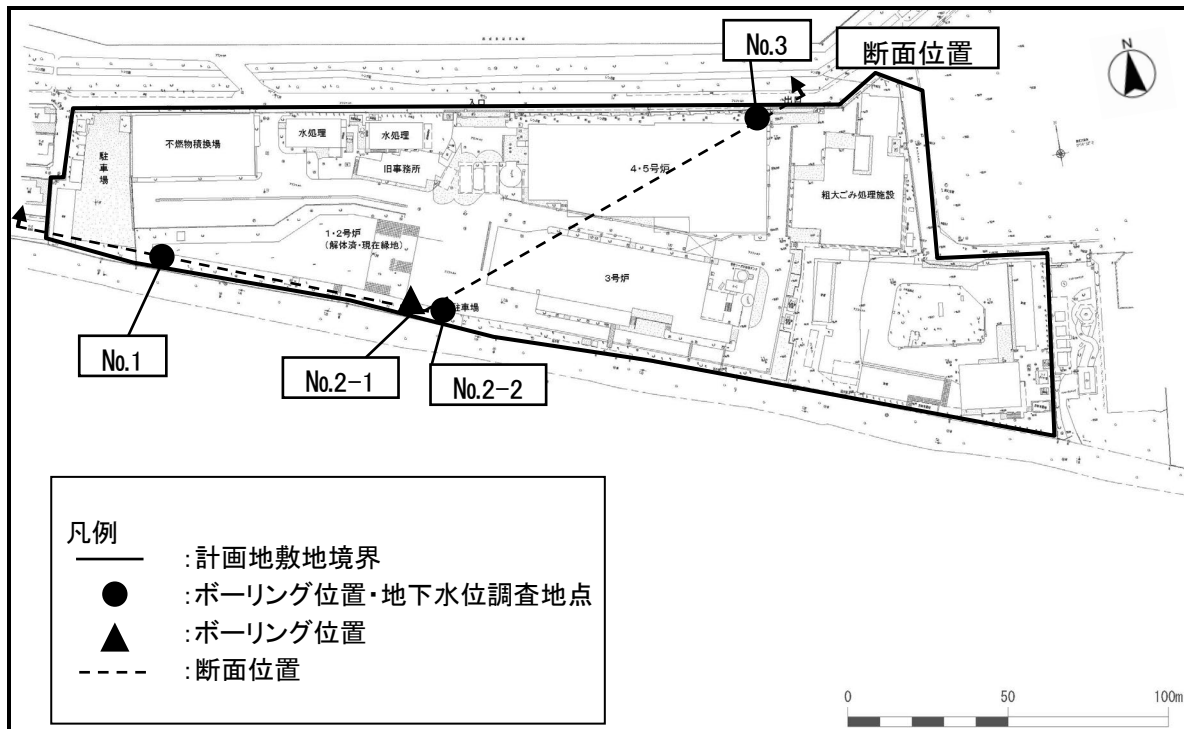 No.3
断面位置
N
入口
出口
不燃物積換場
水処理
水処理
駐車場
旧事務所
4・5号炉
粗大ごみ処理施設
1・2号炉
(解体済・現在緑地)
3号炉
駐車場
No.1
No.2-1
No.2-2
凡例
:計画地敷地境界
:ボーリング位置・地下水位調査地点
:ボーリング位置
:断面位置
0 50 100m